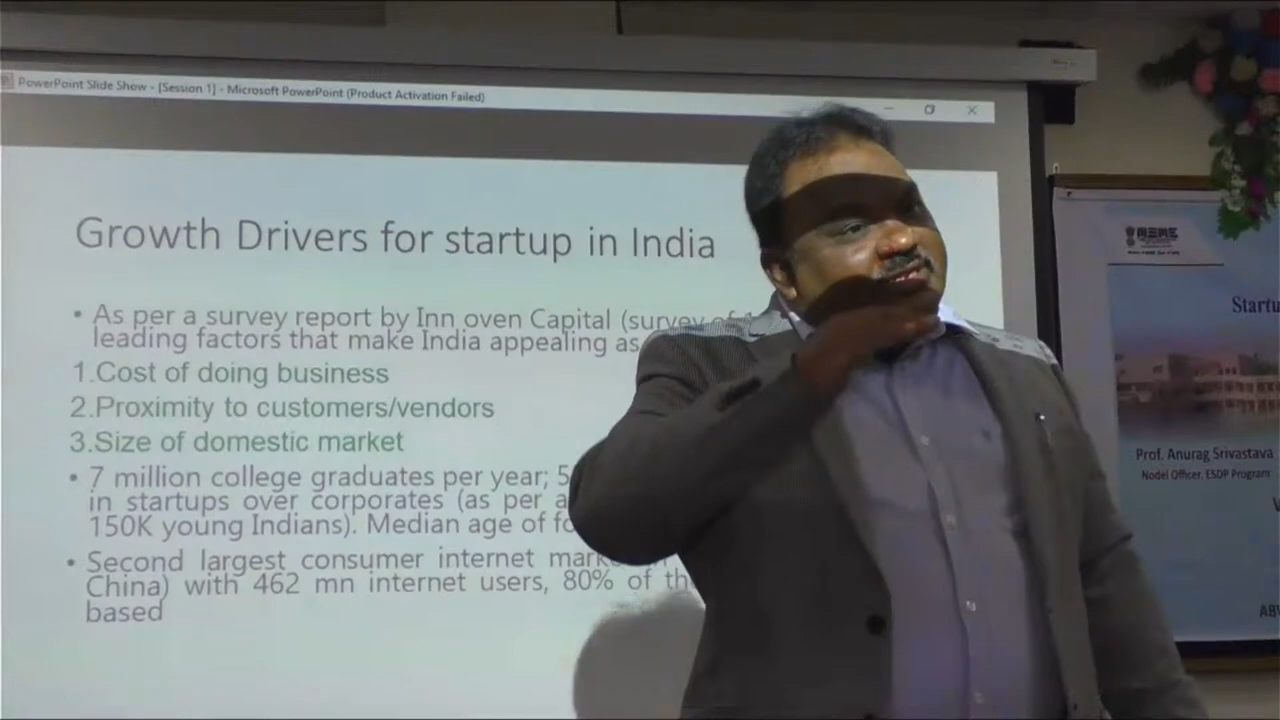 PowerPoint Slide Show - [Session 1] - Microsoft PowerPoint (Product Activation Failed)
Growth Drivers for startup in India
• As per a survey report by Inn oven Capital (survey of
leading factors that make India appealing as
1.Cost of doing business
2.Proximity to customers/vendors
3.Size of domestic market
• 7 million college graduates per year; 5
in startups over corporates (as per a
150K young Indians). Median age of fo
• Second largest consumer internet mark
China) with 462 mn internet users, 80% of the
based
Startu
Prof. Anurag Srivastava
Nodel Officer, ESDP Program